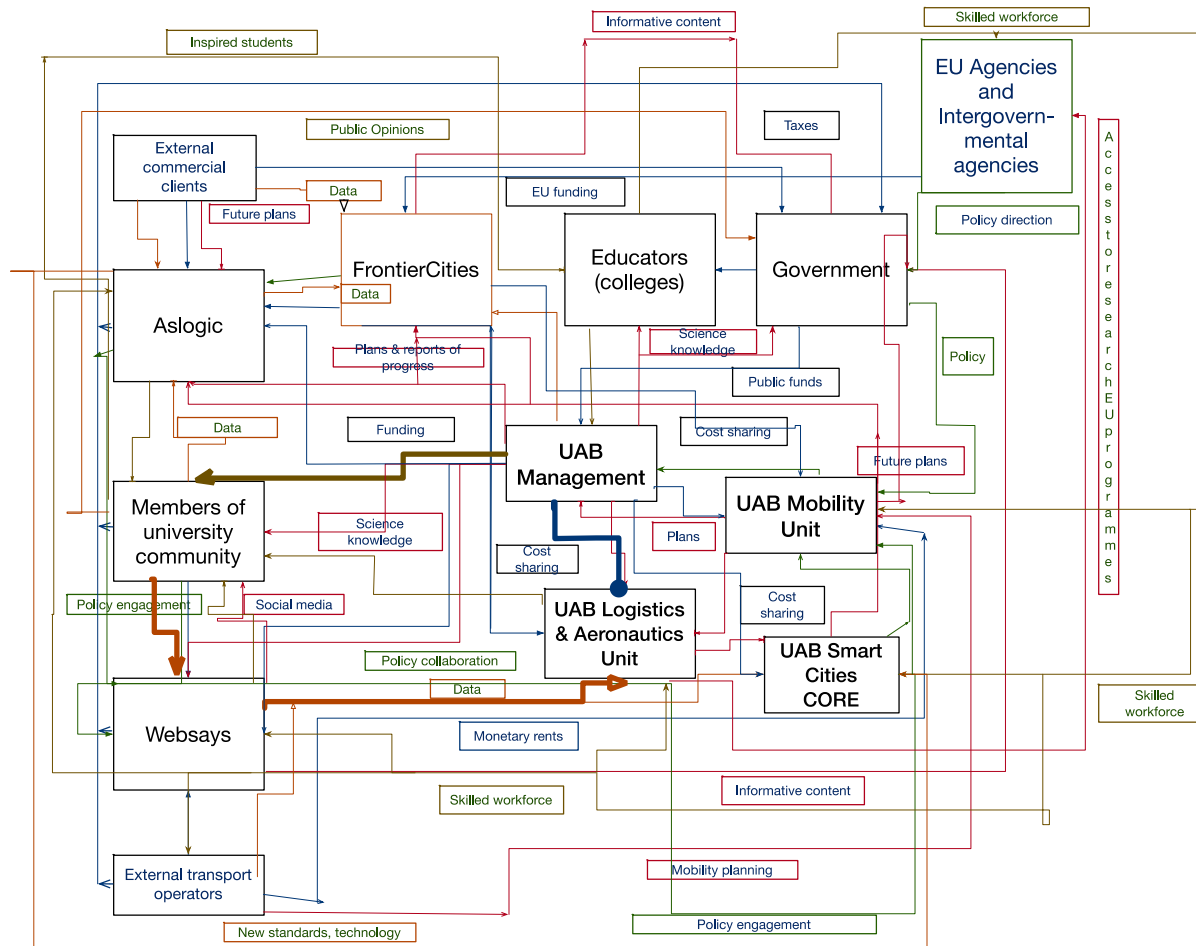 Informative content
Skilled workforce
Inspired students
EU Agencies and
Intergovern-
mental
agencies
Public Opinions
Taxes
External
commercial
clients
Data
EU funding
Future plans
Policy direction
AccesstoresearchEUprogrammes
FrontierCities
Educators
(colleges)
Government
Data
Aslogic
Plans & reports of
progress
Science
knowledge
Policy
Public funds
Data
Funding
Cost sharing
UAB
Management
Future plans
UAB Mobility
Unit
Members of
university
community
Science
knowledge
Plans
Cost
sharing
Policy engagement
Social media
UAB Logistics
& Aeronautics
Unit
Cost
sharing
UAB Smart
Cities
CORE
Policy collaboration
Data
Skilled
workforce
Websays
Monetary rents
Informative content
Skilled workforce
External transport
operators
Mobility planning
New standards, technology
Policy engagement